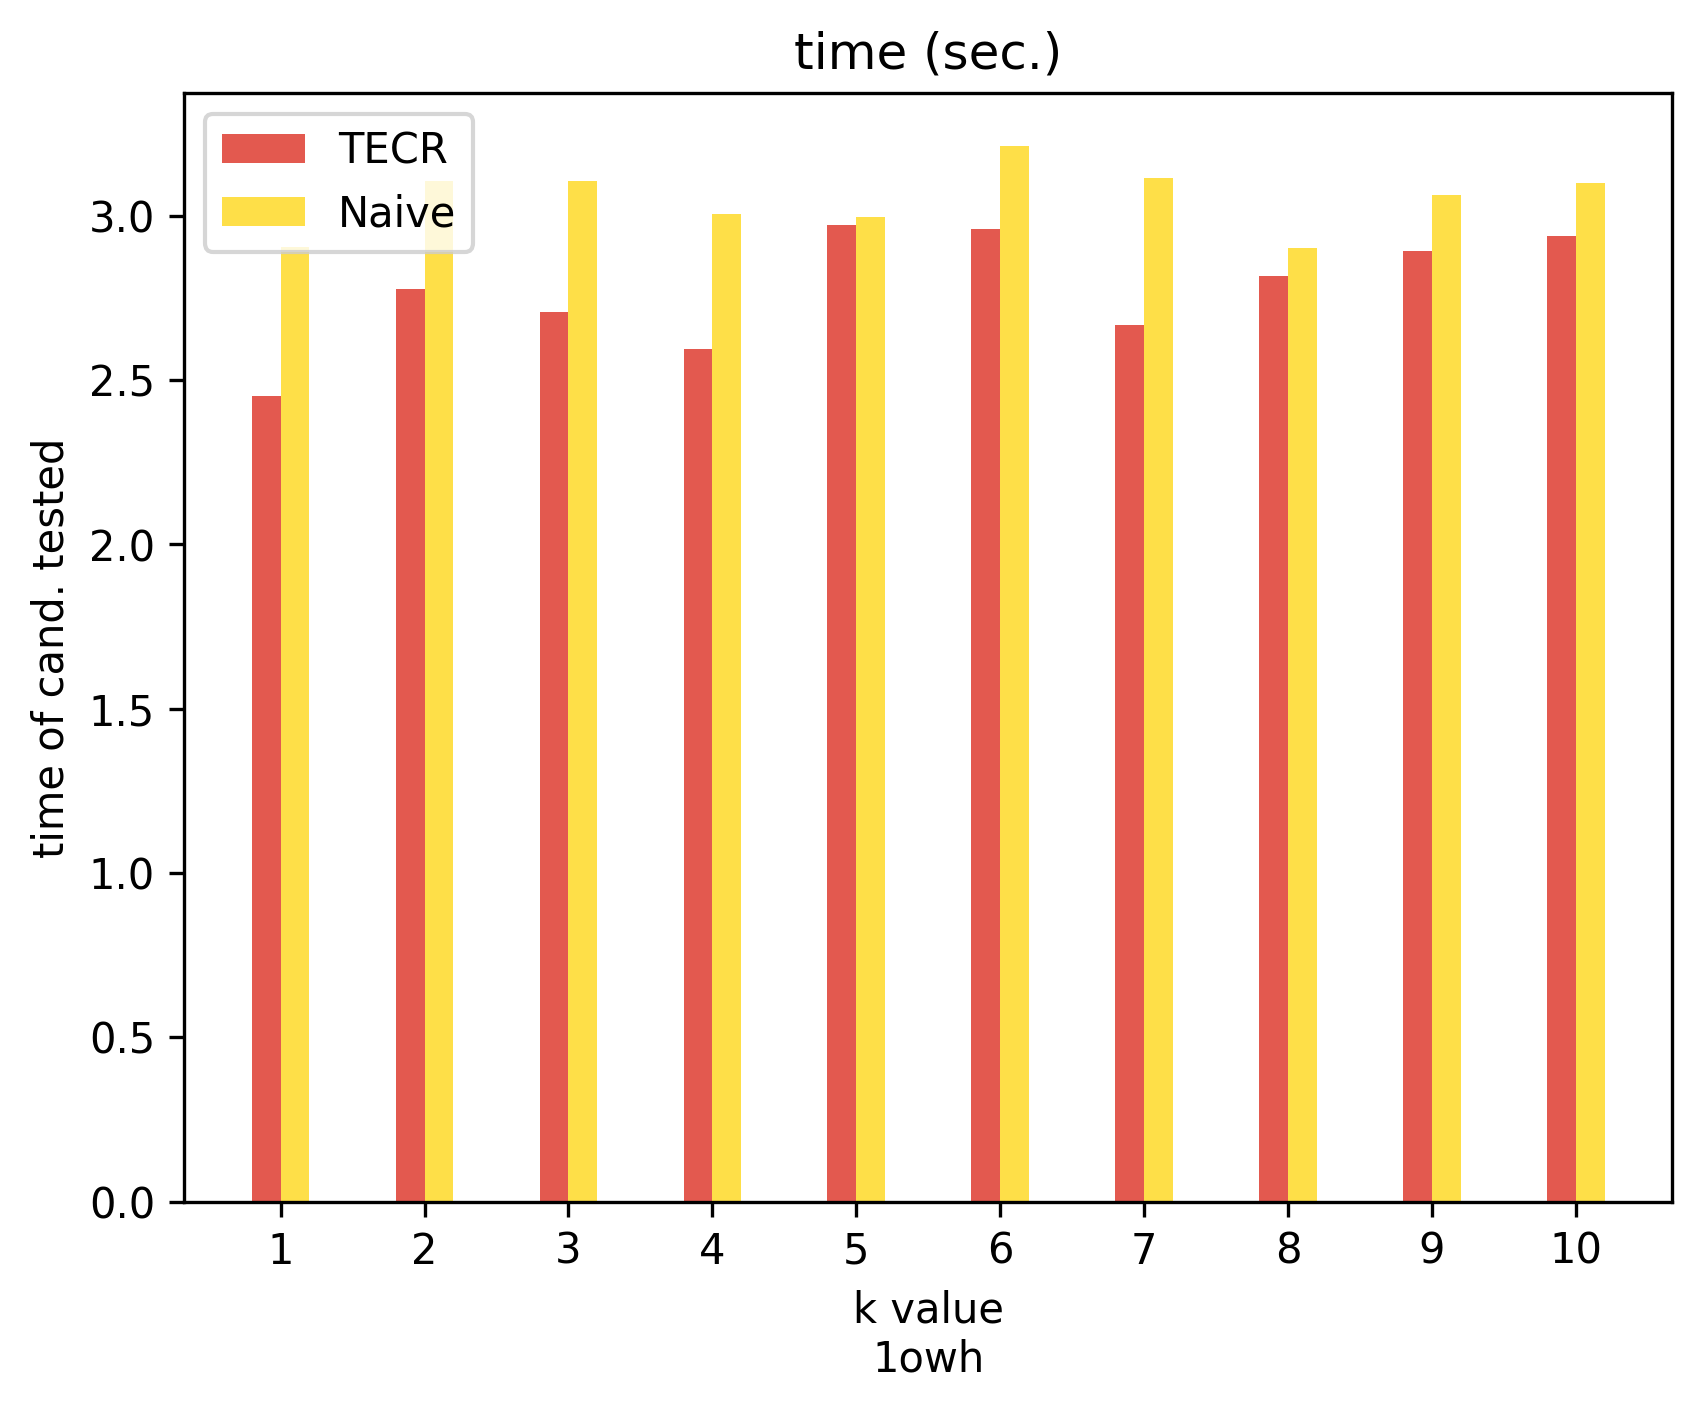 time (sec.)
TECR
Naive
3.0
2.5
2.0
1.5
1.0
0.5
0.0
time of cand. tested
1 2 3 4 5 6 7 8 9 10
k value
1owh